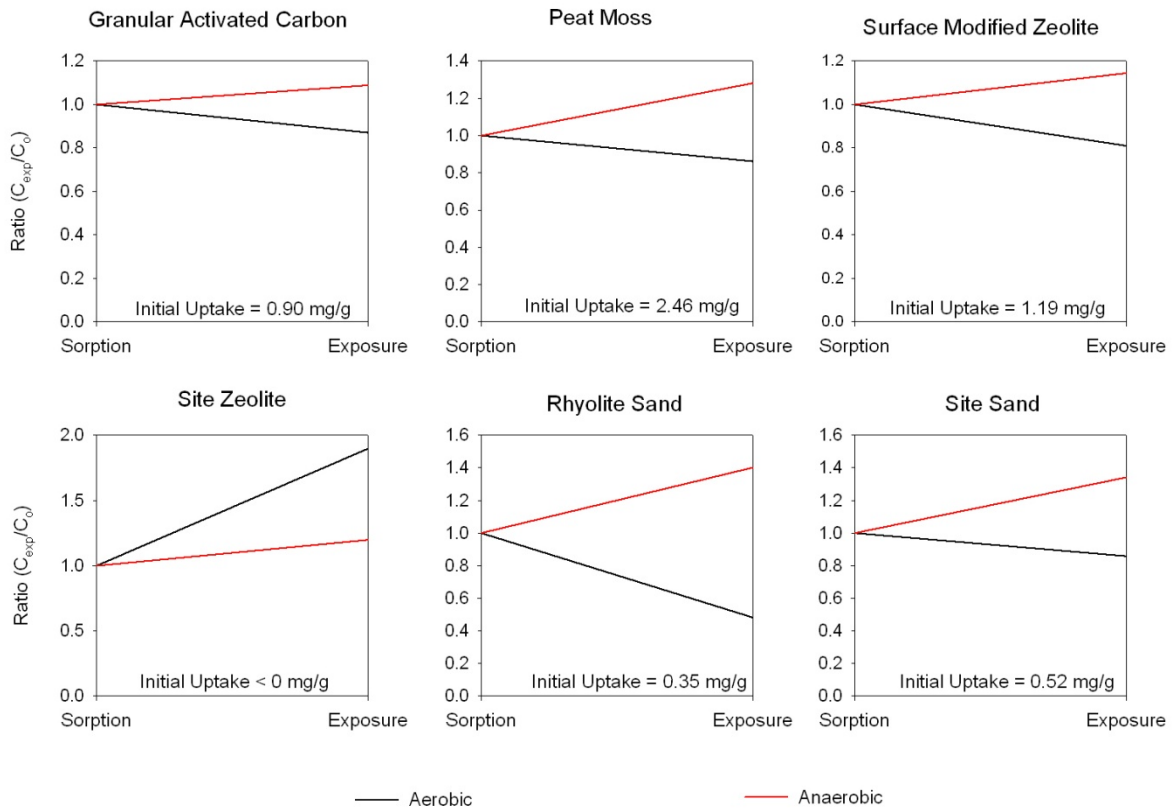 Granular Activated Carbon
Peat Moss
Surface Modified Zeolite
Ratio (C_exp/C_o)
1.2
1.0
0.8
0.6
0.4
0.2
0.0
Initial Uptake = 0.90 mg/g
Sorption Exposure
1.4
1.2
1.0
0.8
0.6
0.4
0.2
0.0
Initial Uptake = 2.46 mg/g
Sorption Exposure
1.2
1.0
0.8
0.6
0.4
0.2
0.0
Initial Uptake = 1.19 mg/g
Sorption Exposure
Site Zeolite
Rhyolite Sand
Site Sand
Ratio (C_exp/C_o)
2.0
1.5
1.0
0.5
0.0
Initial Uptake < 0 mg/g
Sorption Exposure
1.6
1.4
1.2
1.0
0.8
0.6
0.4
0.2
0.0
Initial Uptake = 0.35 mg/g
Sorption Exposure
1.6
1.4
1.2
1.0
0.8
0.6
0.4
0.2
0.0
Initial Uptake = 0.52 mg/g
Sorption Exposure
Aerobic
Anaerobic